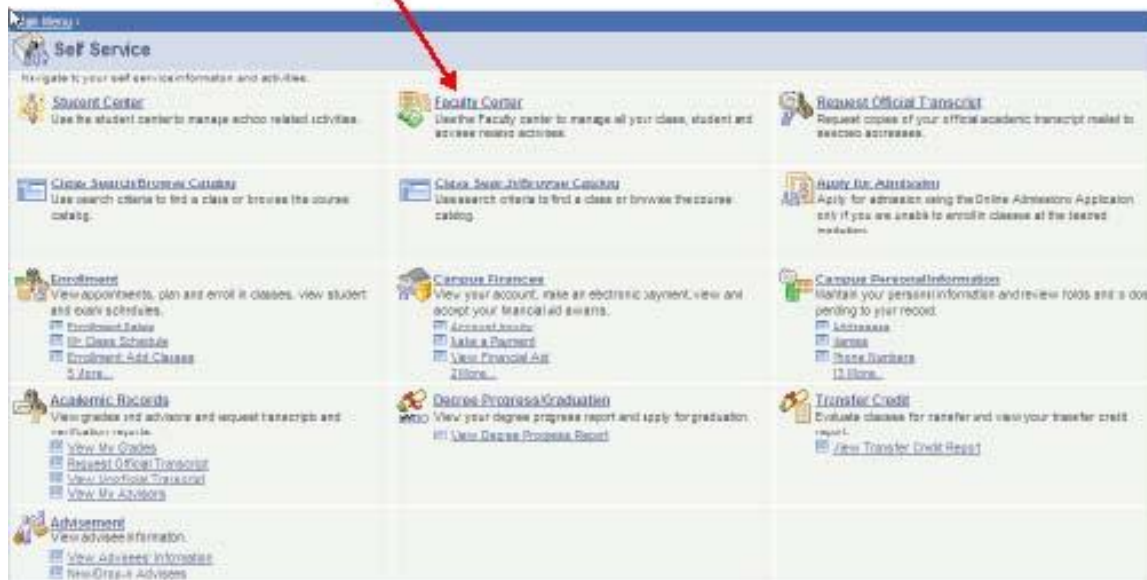 Main Menu >
Self Service
Navigate to your self service information and activities.
Student Center
Use the student center to manage school related activities.
Faculty Center
Use the Faculty center to manage all your class, student and
advisee related activities.
Request Official Transcript
Request copies of your official academic transcript mailed to
selected addresses.
Class Search/Browse Catalog
Use search criteria to find a class or browse the course
catalog.
Class Search/Browse Catalog
Use search criteria to find a class or browse the course
catalog.
Apply for Admission
Apply for admission using the Online Admissions Application
only if you are unable to enroll in classes at the desired
institution.
Enrollment
View appointments, plan and enroll in classes, view student
and exam schedules.
Enrollment Dates
My Class Schedule
Enrollment: Add Classes
5 More...
Campus Finances
View your account, make an electronic payment, view and
accept your financial aid awards.
Account Inquiry
Make a Payment
View Financial Aid
2 More...
Campus Personal Information
Maintain your personal information and review holds and
pending to your record.
Addresses
Names
Phone Numbers
13 More...
Academic Records
View grades and advisors and request transcripts and
verification reports.
View My Grades
Request Official Transcript
View Unofficial Transcript
View My Advisors
Degree Progress/Graduation
View your degree progress report and apply for graduation.
View Degree Progress Report
Transfer Credit
Evaluate classes for transfer and view your transfer credit
report.
View Transfer Credit Report
Advisement
View advisee information.
View Advisees' Information
New/Drop-In Advisees